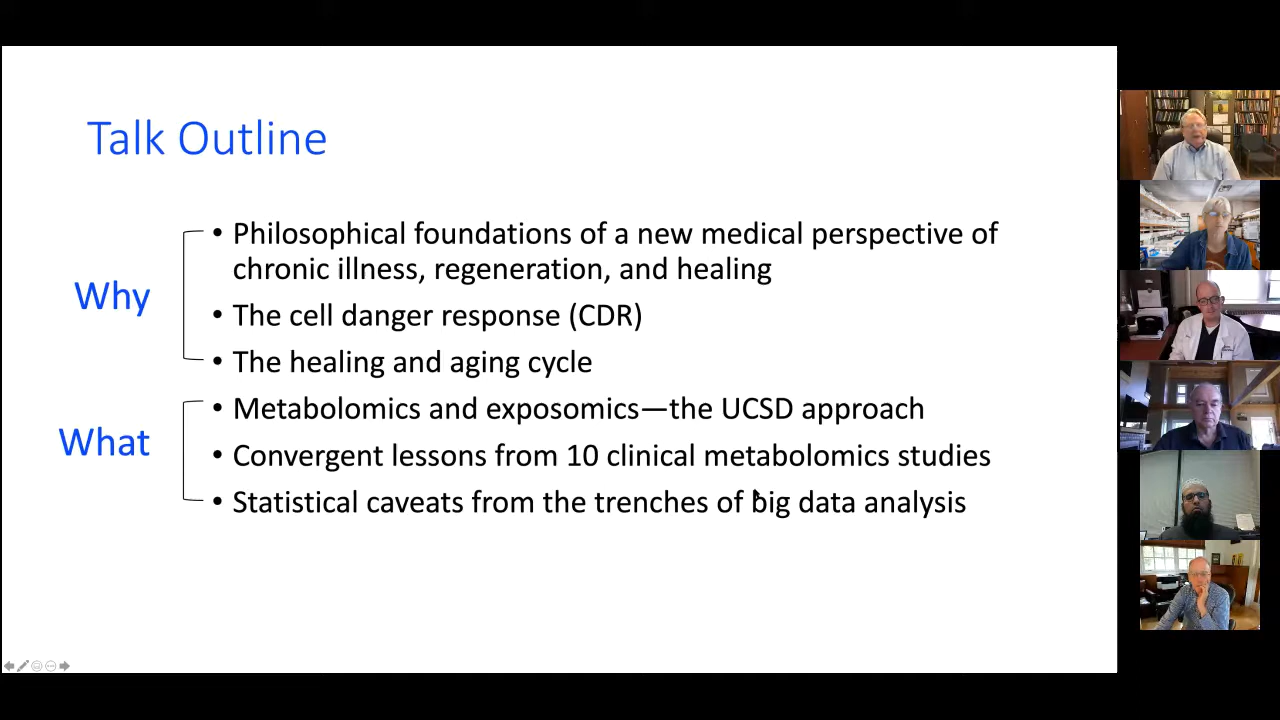 Talk Outline
Why
• Philosophical foundations of a new medical perspective of
chronic illness, regeneration, and healing
• The cell danger response (CDR)
• The healing and aging cycle
What
• Metabolomics and exposomics—the UCSD approach
• Convergent lessons from 10 clinical metabolomics studies
• Statistical caveats from the trenches of big data analysis